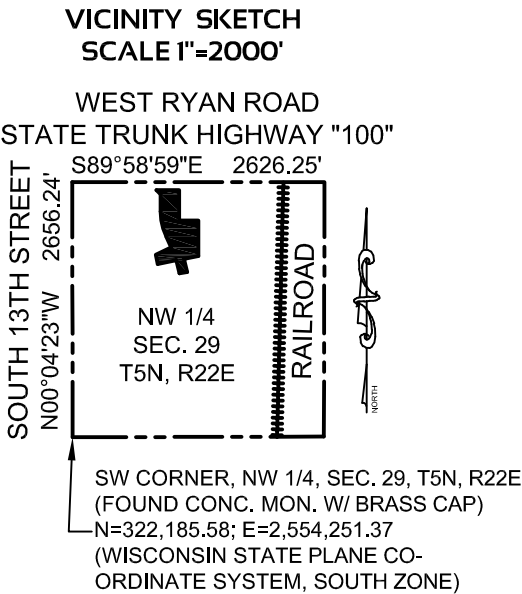 VICINITY SKETCH
SCALE 1"=2000'
WEST RYAN ROAD
STATE TRUNK HIGHWAY "100"
S89°58'59"E 2626.25'
SOUTH 13TH STREET
N00°04'23"W 2656.24'
NW 1/4
SEC. 29
T5N, R22E
RAILROAD
NORTH
SW CORNER, NW 1/4, SEC. 29, T5N, R22E
(FOUND CONC. MON. W/ BRASS CAP)
N=322,185.58; E=2,554,251.37
(WISCONSIN STATE PLANE CO-
ORDINATE SYSTEM, SOUTH ZONE)